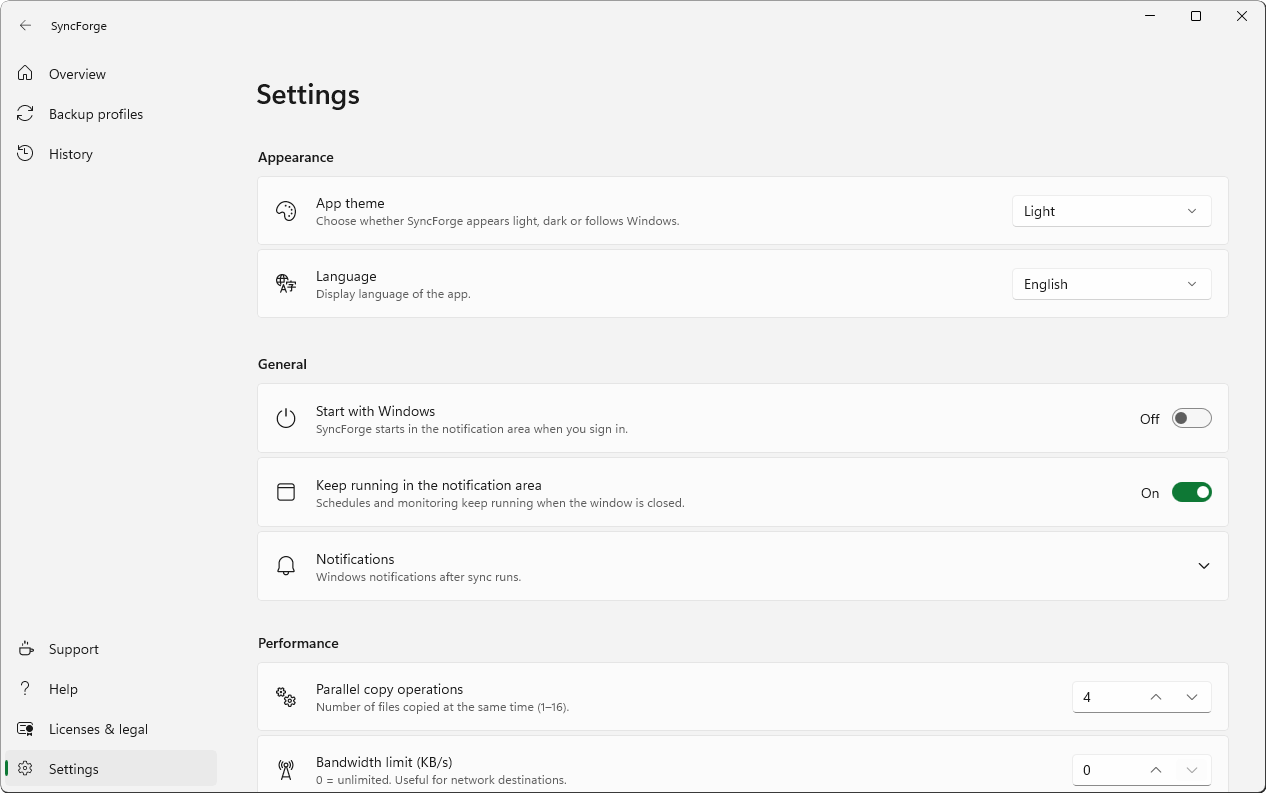 SyncForge
Overview
Backup profiles
History
Support
Help
Licenses & legal
Settings
Settings
Appearance
App theme
Choose whether SyncForge appears light, dark or follows Windows.
Light
Language
Display language of the app.
English
General
Start with Windows
SyncForge starts in the notification area when you sign in.
Off
Keep running in the notification area
Schedules and monitoring keep running when the window is closed.
On
Notifications
Windows notifications after sync runs.
Performance
Parallel copy operations
Number of files copied at the same time (1–16).
4
Bandwidth limit (KB/s)
0 = unlimited. Useful for network destinations.
0